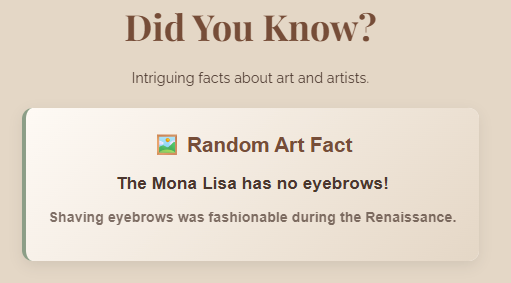 Did You Know?
Intriguing facts about art and artists.
Random Art Fact
The Mona Lisa has no eyebrows!
Shaving eyebrows was fashionable during the Renaissance.